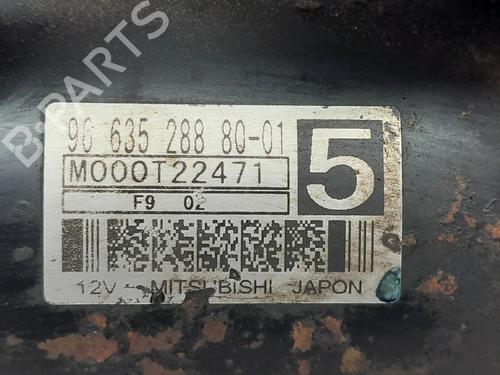 96 635 288 80-01
M000T22471
5
F9 02
12V MITSUBISHI JAPON
B-PARTS